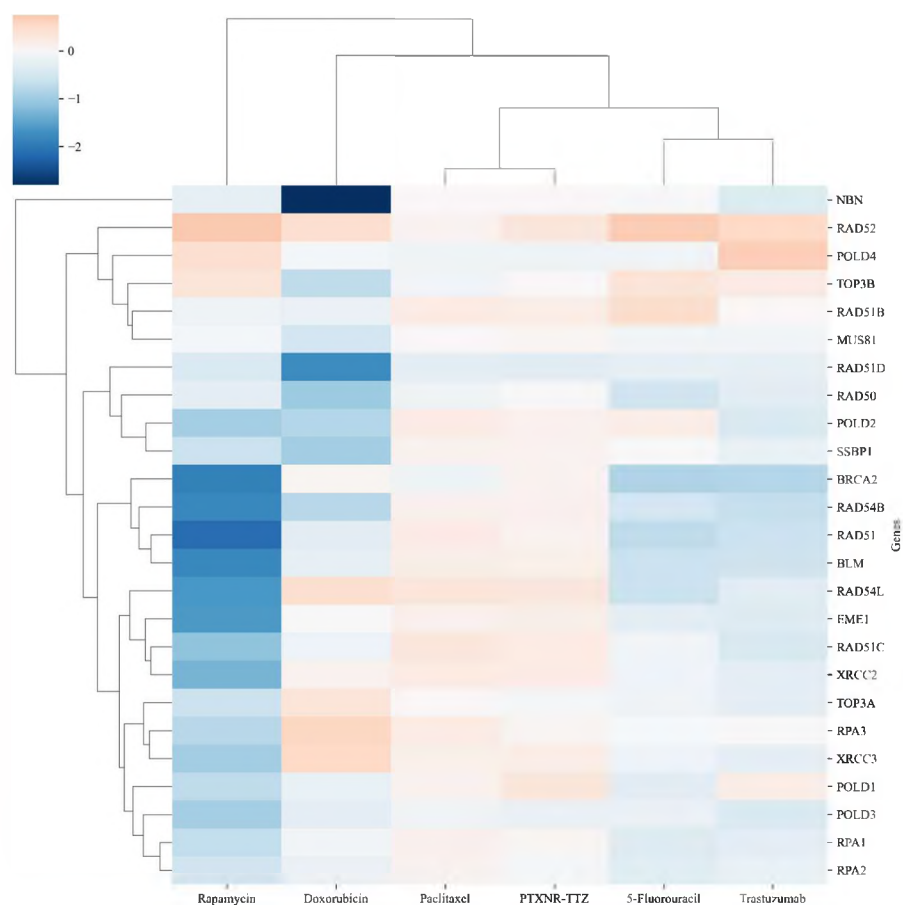 0
−1
−2
NBN
RAD52
POLD4
TOP3B
RAD51B
MUS81
RAD51D
RAD50
POLD2
SSBP1
BRCA2
RAD54B
RAD51
BLM
RAD54L
EME1
RAD51C
XRCC2
TOP3A
RPA3
XRCC3
POLD1
POLD3
RPA1
RPA2
Genes
Rapamycin Doxorubicin Paclitaxel PTXNR-TTZ 5-Fluorouracil Trastuzumab